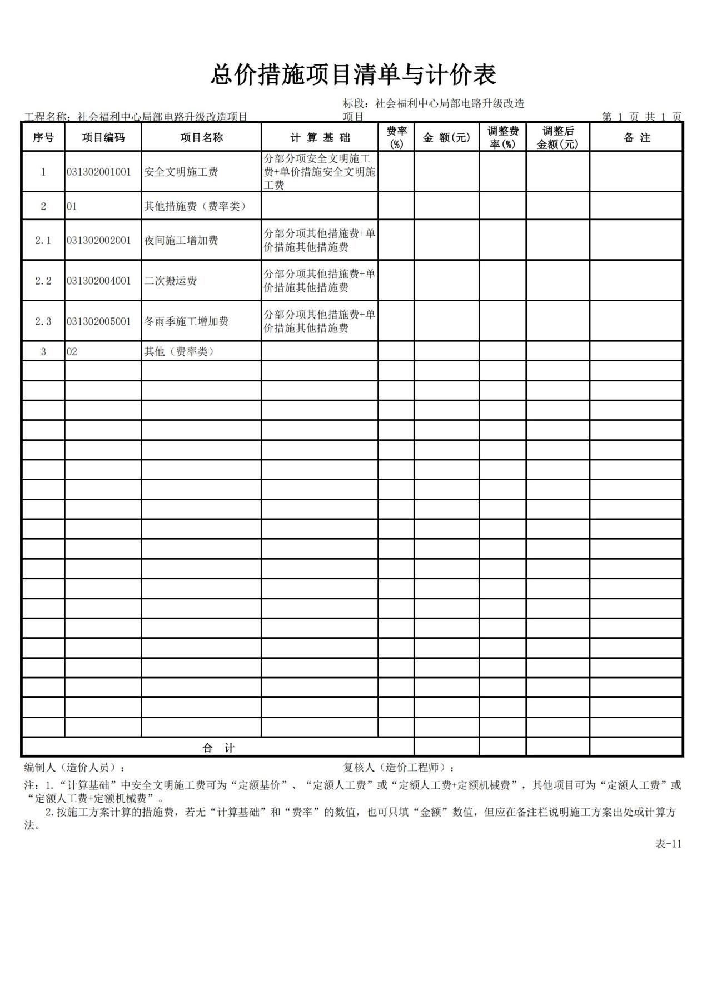 总价措施项目清单与计价表
标段：社会福利中心局部电路升级改造
工程名称：社会福利中心局部电路升级改造项目 项目 第 1 页 共 1 页
序号 项目编码 项目名称 计 算 基 础 费率(%) 金 额(元) 调整费率(%) 调整后金额(元) 备 注
1 031302001001 安全文明施工费 分部分项安全文明施工
费+单价措施安全文明施
工费
2 01 其他措施费（费率类）
2.1 031302002001 夜间施工增加费 分部分项其他措施费+单
价措施其他措施费
2.2 031302004001 二次搬运费 分部分项其他措施费+单
价措施其他措施费
2.3 031302005001 冬雨季施工增加费 分部分项其他措施费+单
价措施其他措施费
3 02 其他（费率类）
合 计
编制人（造价人员）： 复核人（造价工程师）：
注：1.“计算基础”中安全文明施工费可为“定额基价”、“定额人工费”或“定额人工费+定额机械费”，其他项目可为“定额人工费”或
“定额人工费+定额机械费”。
2.按施工方案计算的措施费，若无“计算基础”和“费率”的数值，也可只填“金额”数值，但应在备注栏说明施工方案出处或计算方
法。
表-11